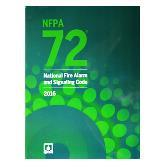 NFPA
72
National Fire Alarm
and Signaling Code
2016